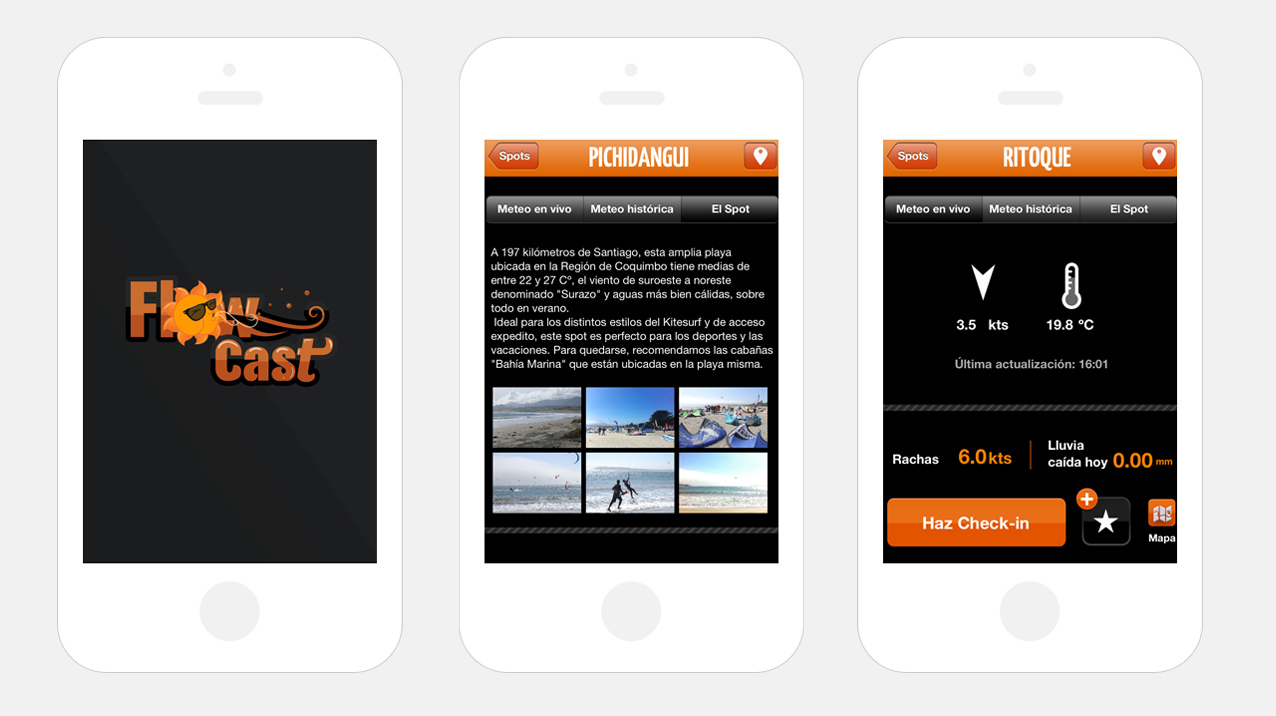 Flow
Cast
Spots
PICHIDANGUI
Meteo en vivo
Meteo histórica
El Spot
A 197 kilómetros de Santiago, esta amplia playa
ubicada en la Región de Coquimbo tiene medias de
entre 22 y 27 Cº, el viento de suroeste a noreste
denominado "Surazo" y aguas más bien cálidas, sobre
todo en verano.
Ideal para los distintos estilos del Kitesurf y de acceso
expedito, este spot es perfecto para los deportes y las
vacaciones. Para quedarse, recomendamos las cabañas
"Bahía Marina" que están ubicadas en la playa misma.
Spots
RITOQUE
Meteo en vivo
Meteo histórica
El Spot
3.5 kts
19.8 °C
Última actualización: 16:01
Rachas 6.0 kts
Lluvia
caída hoy 0.00 mm
Haz Check-in
Mapa